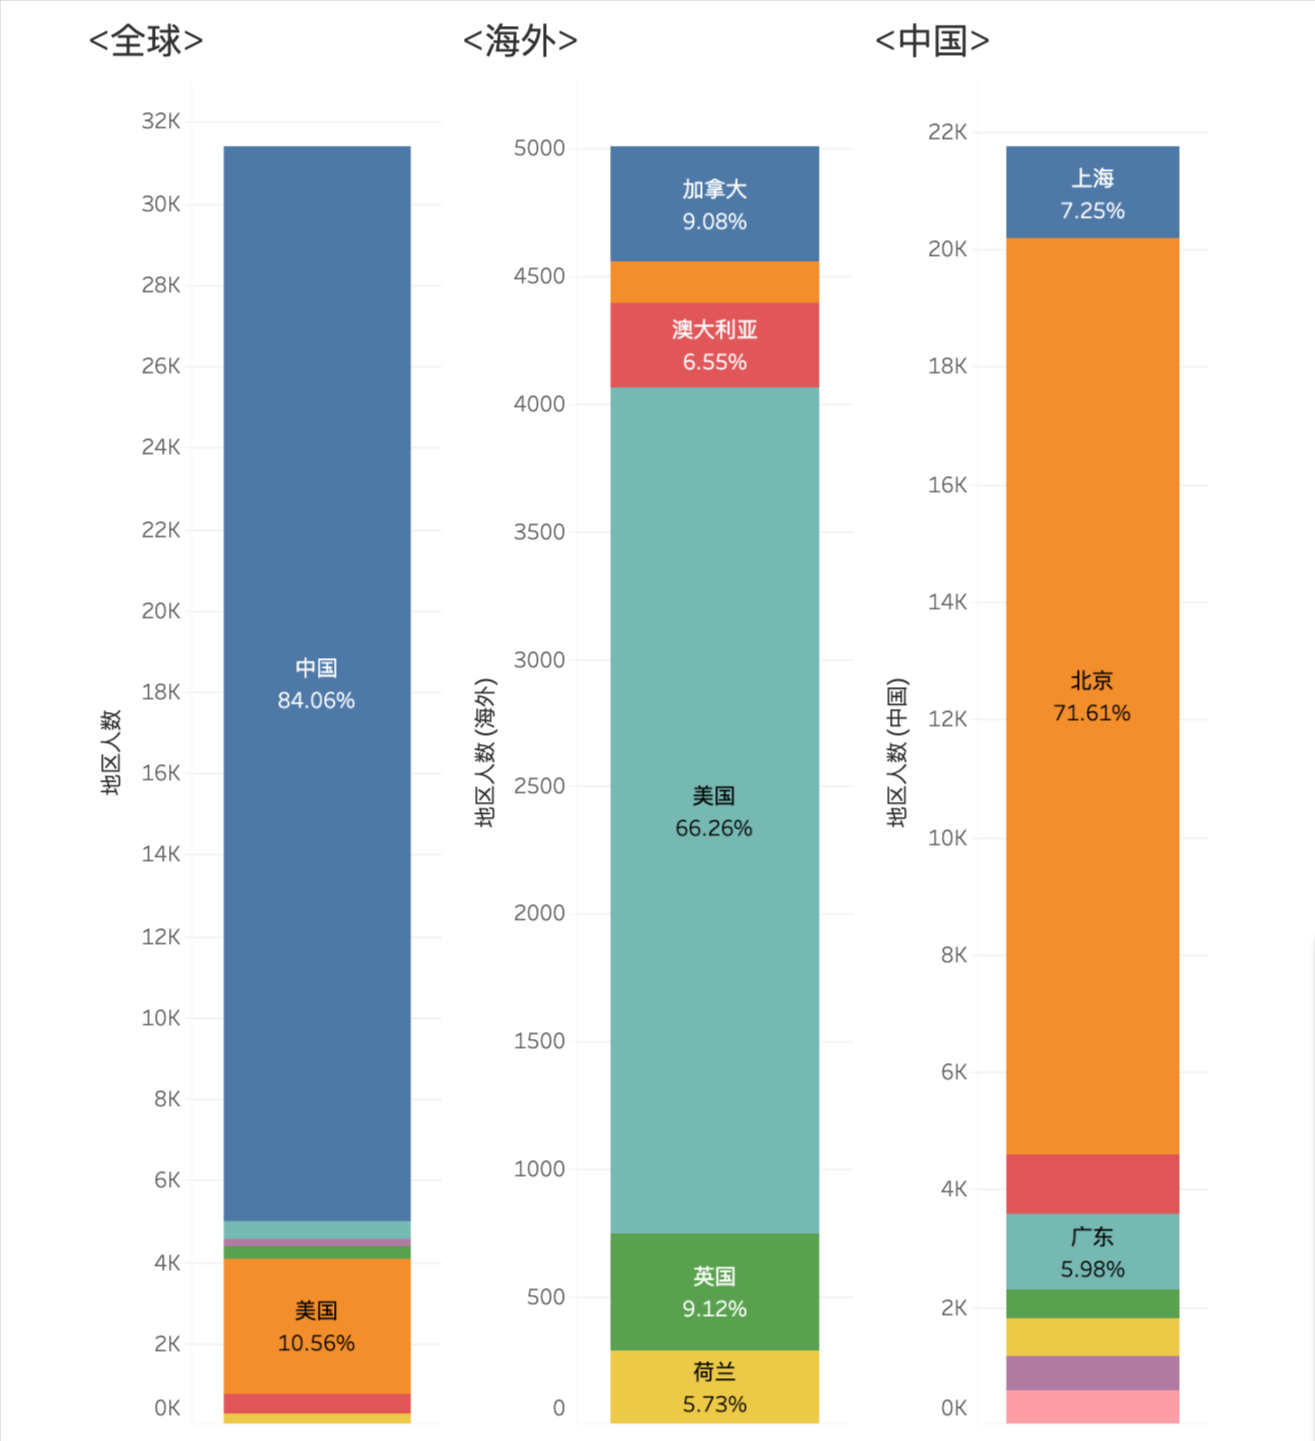 <全球>
<海外>
<中国>
32K
30K
28K
26K
24K
22K
20K
18K
16K
14K
12K
10K
8K
6K
4K
2K
0K
地区人数
中国
84.06%
美国
10.56%
5000
4500
4000
3500
3000
2500
2000
1500
1000
500
0
地区人数 (海外)
加拿大
9.08%
澳大利亚
6.55%
美国
66.26%
英国
9.12%
荷兰
5.73%
22K
20K
18K
16K
14K
12K
10K
8K
6K
4K
2K
0K
地区人数 (中国)
上海
7.25%
北京
71.61%
广东
5.98%